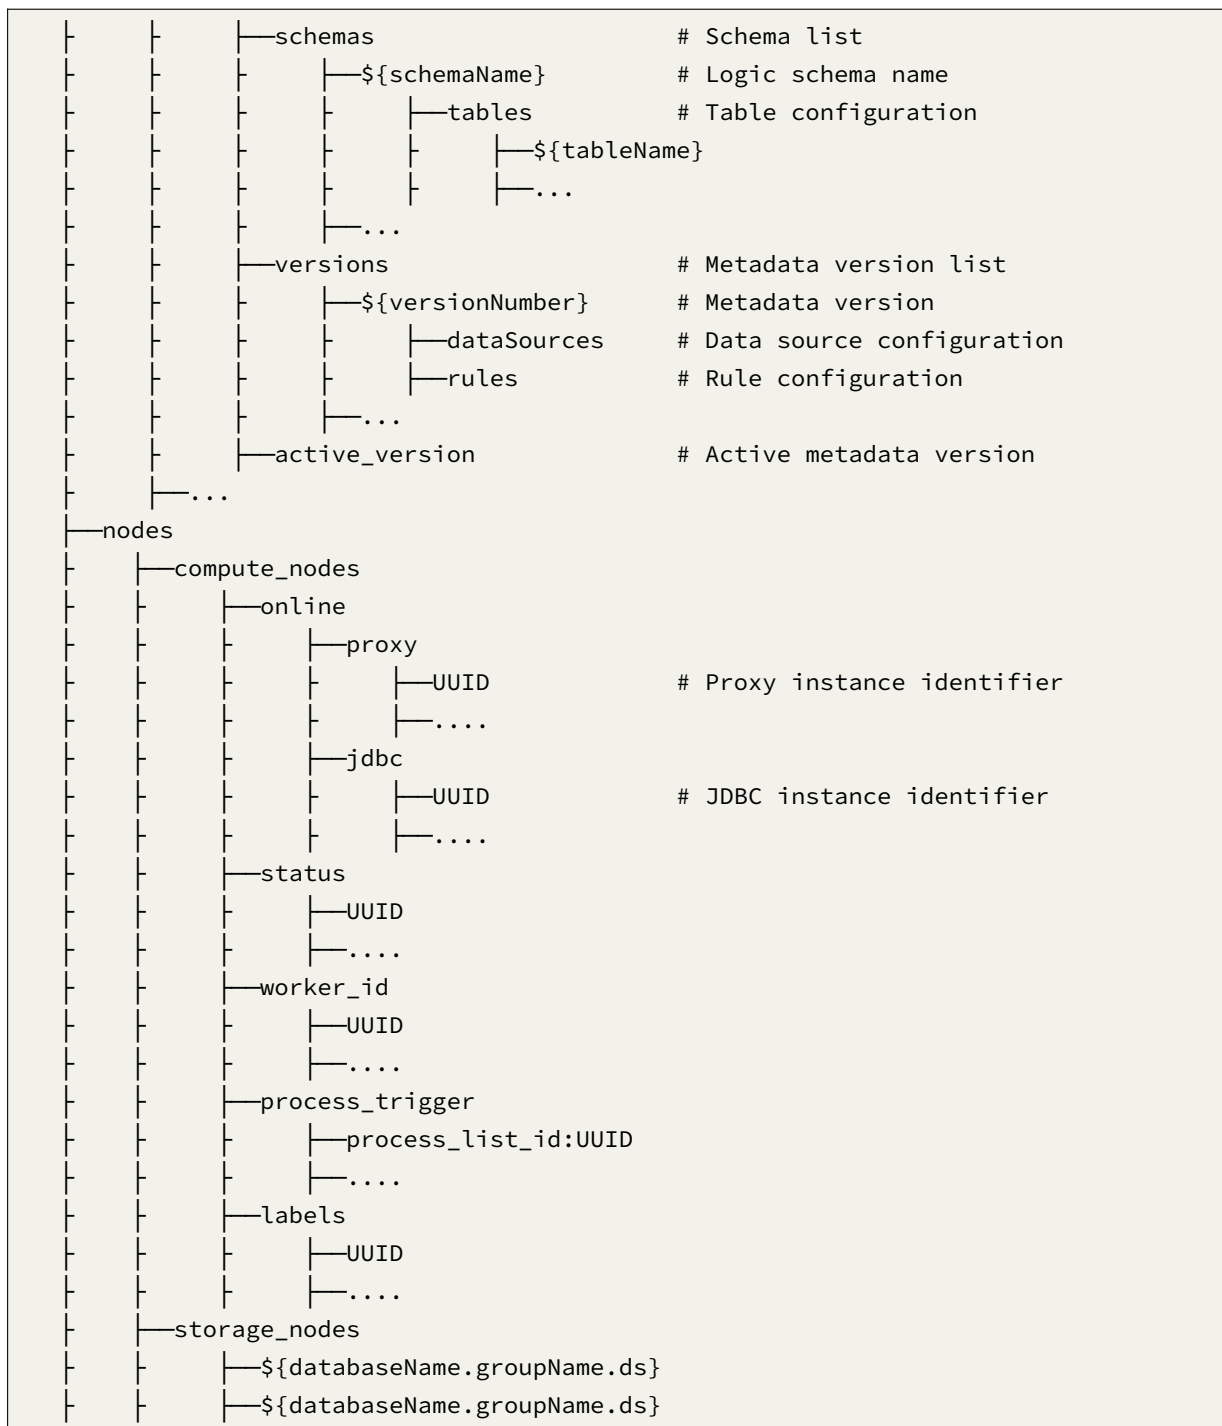 ├      ├      ├──schemas                       # Schema list
├      ├      ├      ├──${schemaName}          # Logic schema name
├      ├      ├      ├      ├──tables          # Table configuration
├      ├      ├      ├      ├      ├──${tableName}
├      ├      ├      ├      ├      ├──...
├      ├      ├      ├──...
├      ├      ├──versions                      # Metadata version list
├      ├      ├      ├──${versionNumber}       # Metadata version
├      ├      ├      ├      ├──dataSources     # Data source configuration
├      ├      ├      ├      ├──rules           # Rule configuration
├      ├      ├      ├──...
├      ├      ├──active_version                # Active metadata version
├      ├──...
├──nodes
├     ├──compute_nodes
├     ├      ├──online
├     ├      ├      ├──proxy
├     ├      ├      ├      ├──UUID             # Proxy instance identifier
├     ├      ├      ├      ├──....
├     ├      ├      ├──jdbc
├     ├      ├      ├      ├──UUID             # JDBC instance identifier
├     ├      ├      ├      ├──....
├     ├      ├──status
├     ├      ├      ├──UUID
├     ├      ├      ├──....
├     ├      ├──worker_id
├     ├      ├      ├──UUID
├     ├      ├      ├──....
├     ├      ├──process_trigger
├     ├      ├      ├──process_list_id:UUID
├     ├      ├      ├──....
├     ├      ├──labels
├     ├      ├      ├──UUID
├     ├      ├      ├──....
├     ├──storage_nodes
├     ├      ├──${databaseName.groupName.ds}
├     ├      ├──${databaseName.groupName.ds}